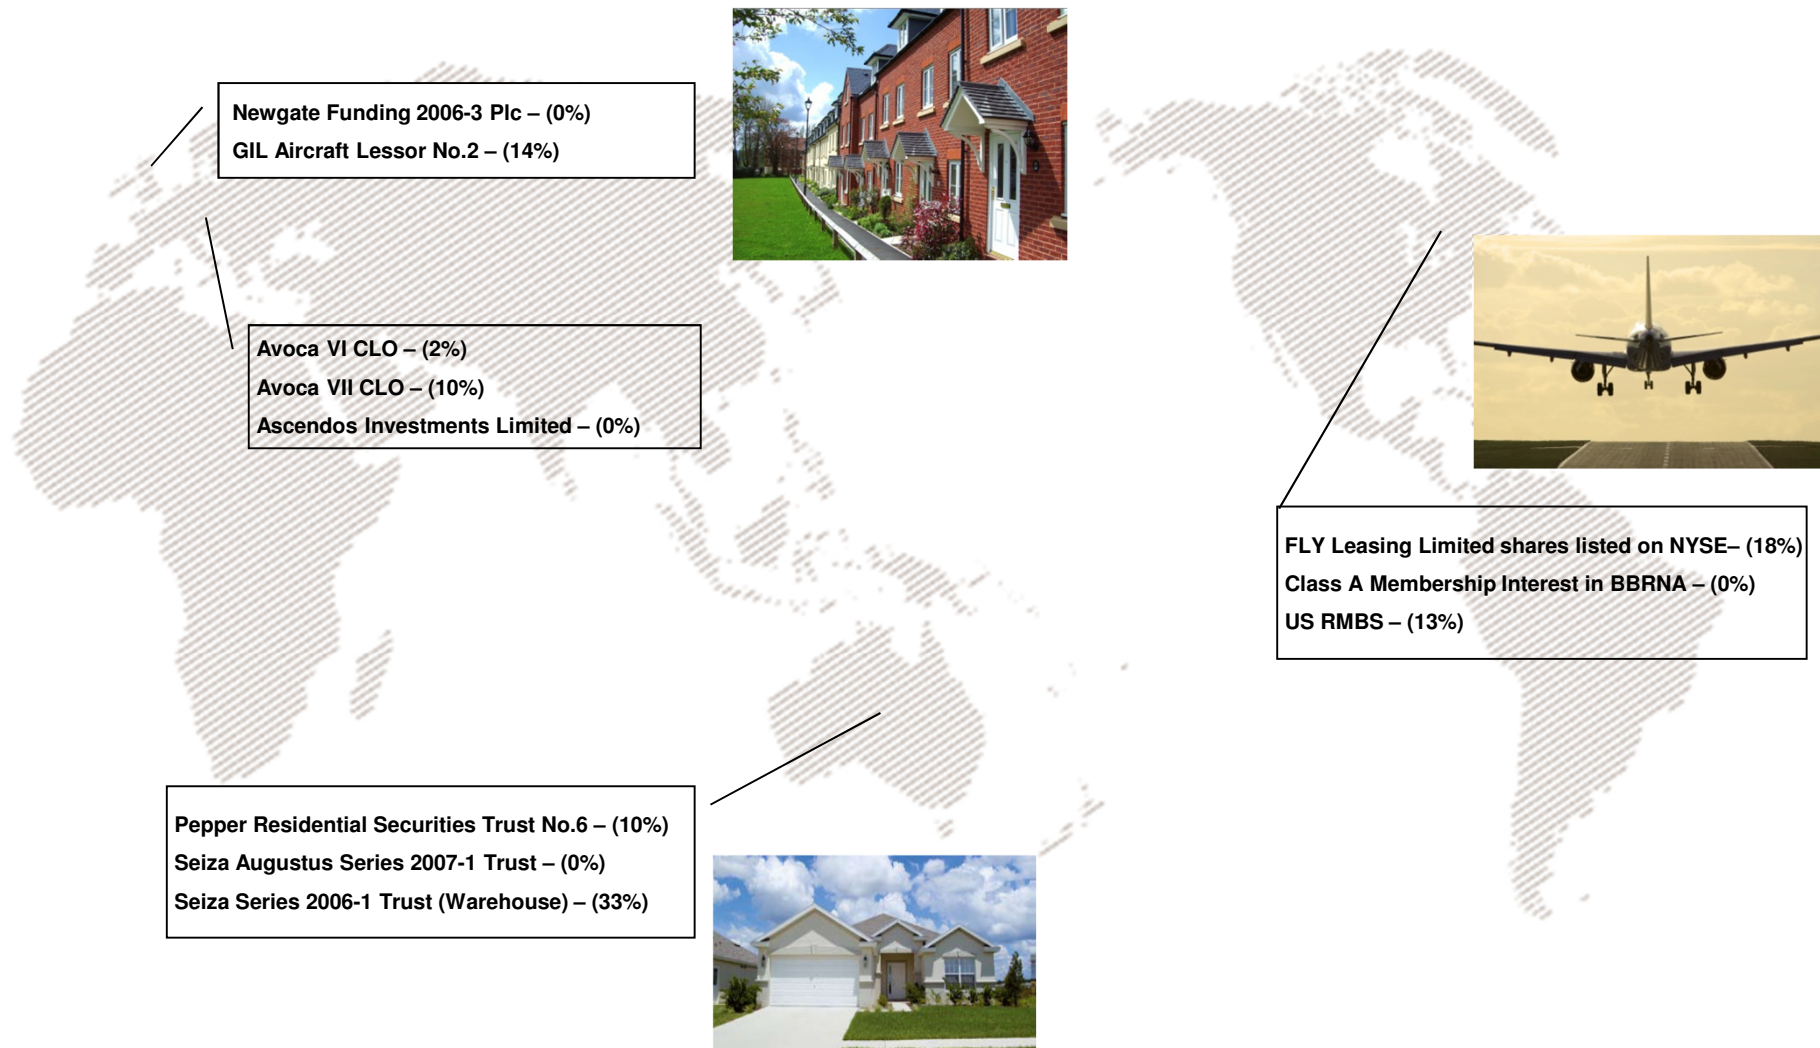 Newgate Funding 2006-3 Plc – (0%)
GIL Aircraft Lessor No.2 – (14%)
Avoca VI CLO – (2%)
Avoca VII CLO – (10%)
Ascendos Investments Limited – (0%)
FLY Leasing Limited shares listed on NYSE– (18%)
Class A Membership Interest in BBRNA – (0%)
US RMBS – (13%)
Pepper Residential Securities Trust No.6 – (10%)
Seiza Augustus Series 2007-1 Trust – (0%)
Seiza Series 2006-1 Trust (Warehouse) – (33%)